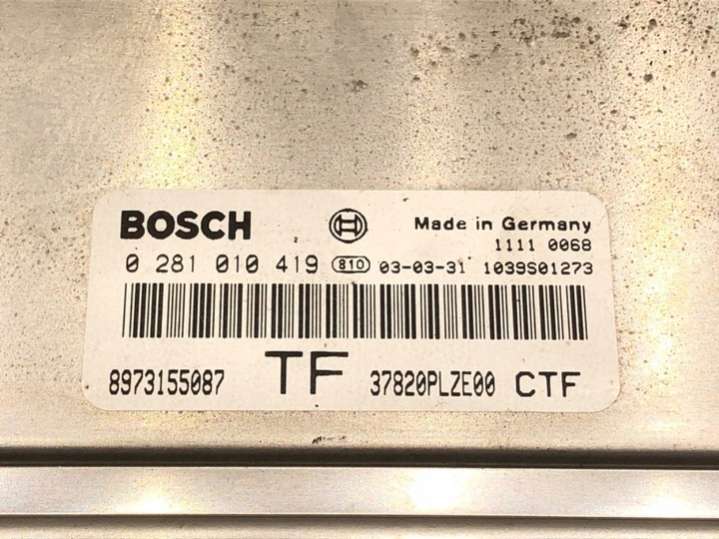 BOSCH Made in Germany
1111 0068
0 281 010 419 810 03-03-31 1039S01273
8973155087 TF 37820PLZE00 CTF